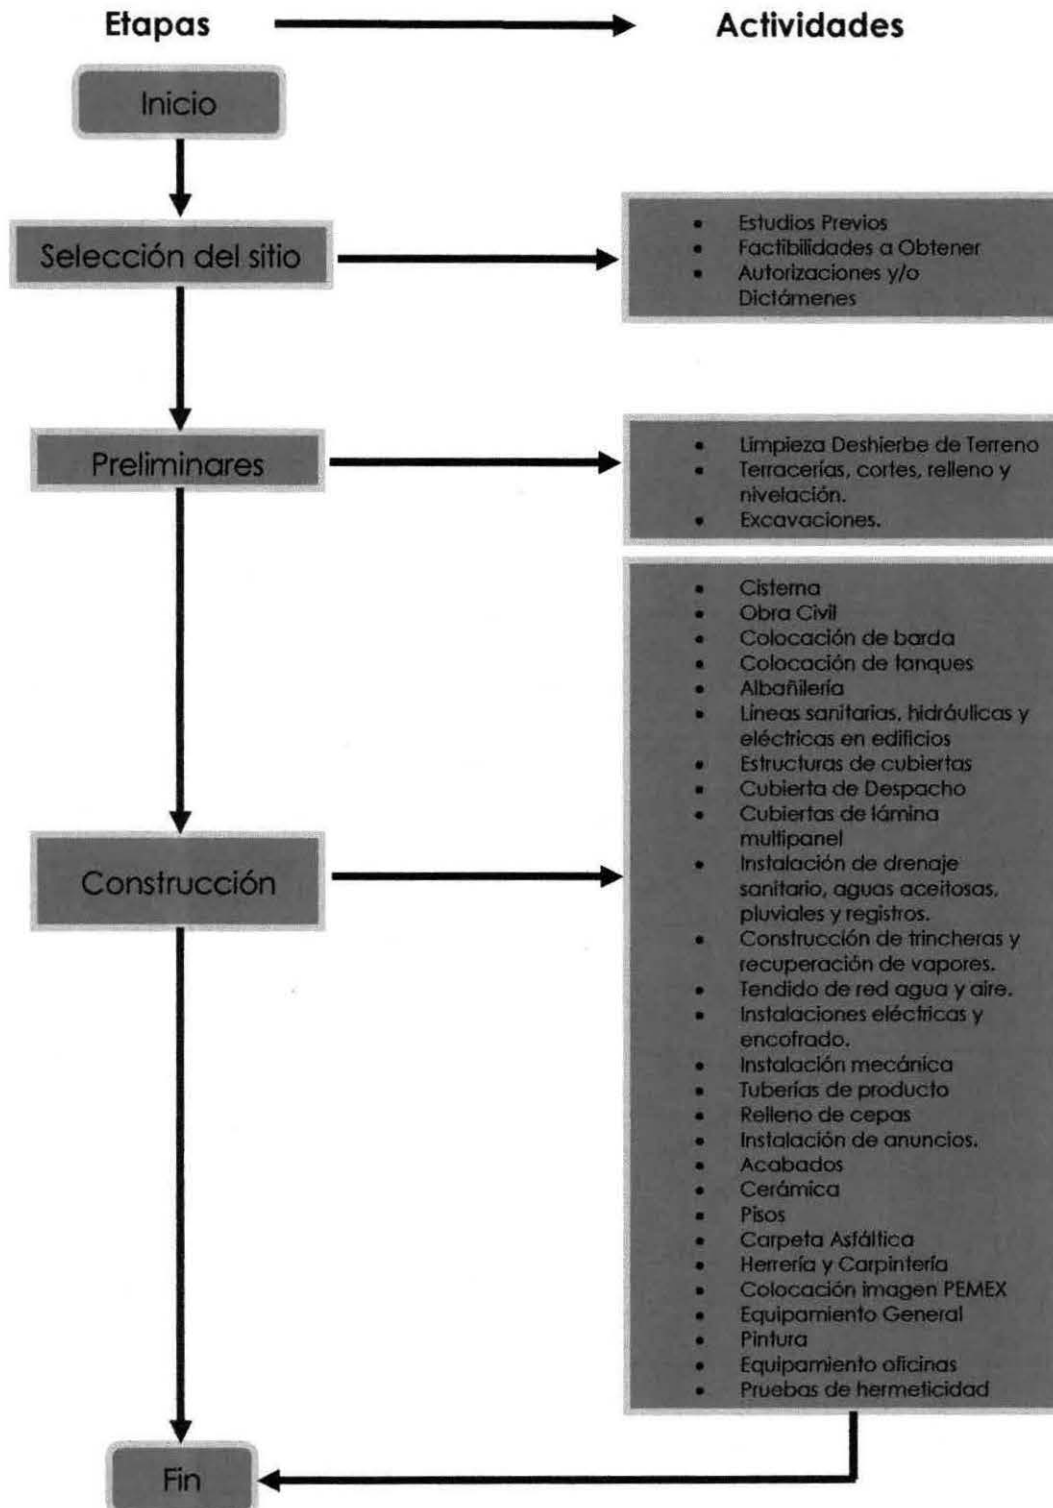 Etapas
Actividades
Inicio
Selección del sitio
• Estudios Previos
• Factibilidades a Obtener
• Autorizaciones y/o
Dictámenes
Preliminares
• Limpieza Deshierbe de Terreno
• Terracerías, cortes, relleno y
nivelación.
• Excavaciones.
Construcción
• Cisterna
• Obra Civil
• Colocación de barda
• Colocación de tanques
• Albañilería
• Líneas sanitarias, hidráulicas y
eléctricas en edificios
• Estructuras de cubiertas
• Cubierta de Despacho
• Cubiertas de lámina
multipanel
• Instalación de drenaje
sanitario, aguas aceitosas,
pluviales y registros.
• Construcción de trincheras y
recuperación de vapores.
• Tendido de red agua y aire.
• Instalaciones eléctricas y
encofrado.
• Instalación mecánica
• Tuberías de producto
• Relleno de cepas
• Instalación de anuncios.
• Acabados
• Cerámica
• Pisos
• Carpeta Asfáltica
• Herrería y Carpintería
• Colocación imagen PEMEX
• Equipamiento General
• Pintura
• Equipamiento oficinas
• Pruebas de hermeticidad
Fin